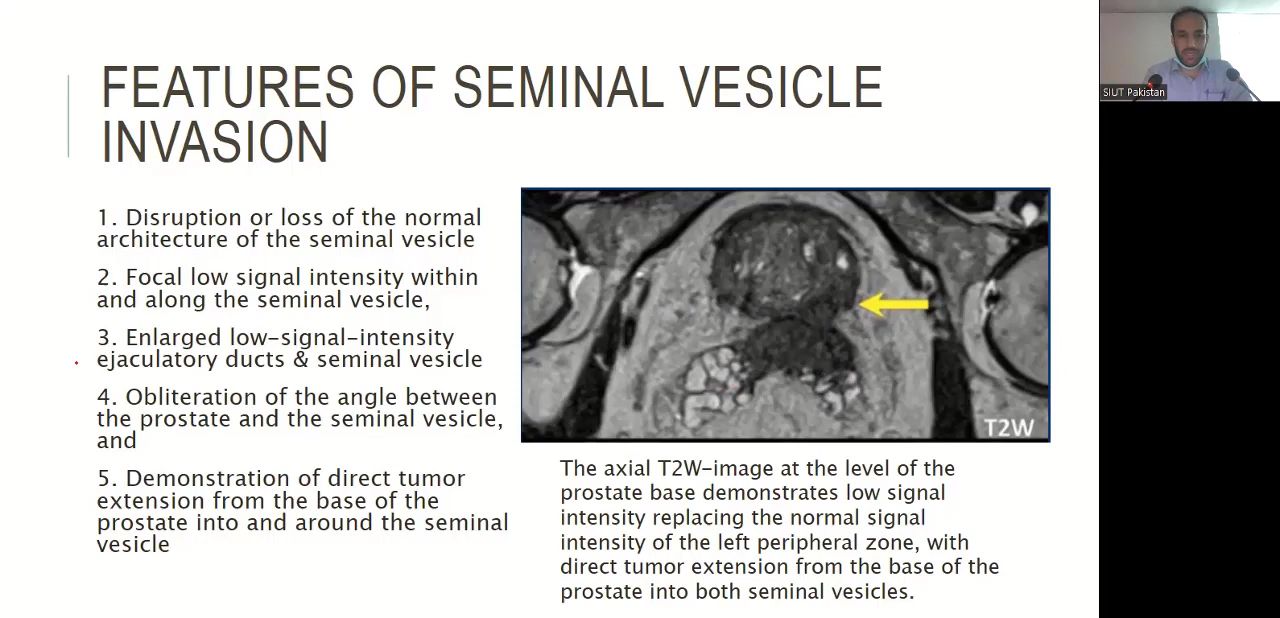 FEATURES OF SEMINAL VESICLE
INVASION
1. Disruption or loss of the normal
architecture of the seminal vesicle
2. Focal low signal intensity within
and along the seminal vesicle,
3. Enlarged low-signal-intensity
ejaculatory ducts & seminal vesicle
4. Obliteration of the angle between
the prostate and the seminal vesicle,
and
5. Demonstration of direct tumor
extension from the base of the
prostate into and around the seminal
vesicle
T2W
The axial T2W-image at the level of the
prostate base demonstrates low signal
intensity replacing the normal signal
intensity of the left peripheral zone, with
direct tumor extension from the base of the
prostate into both seminal vesicles.
SIUT Pakistan